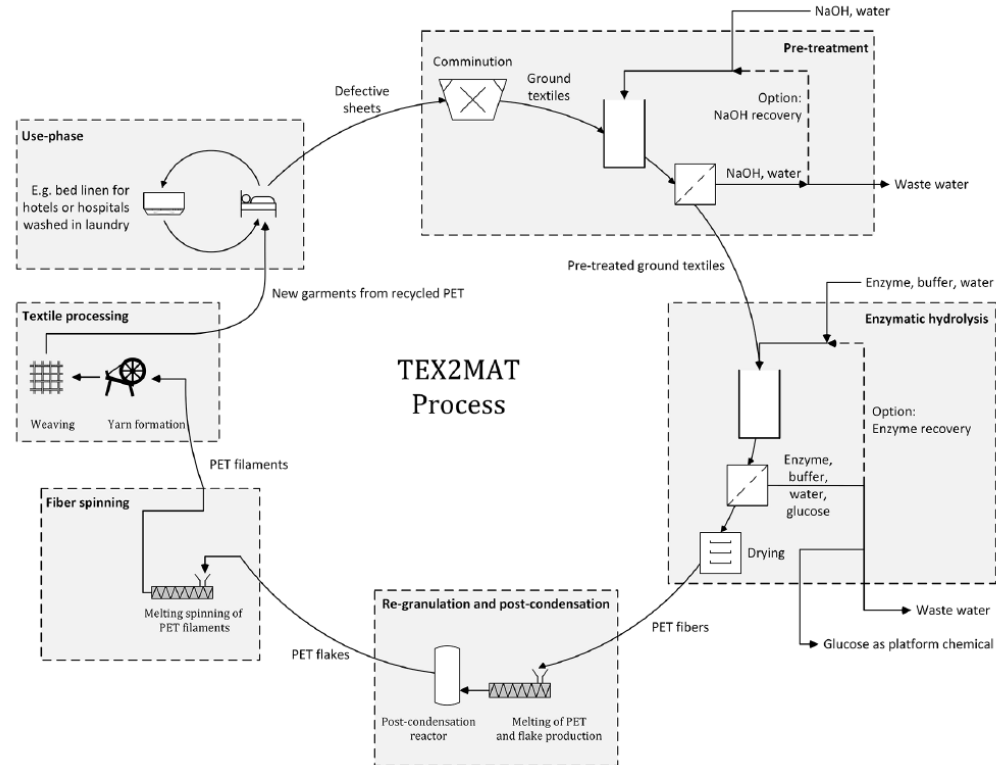 NaOH, water
Pre-treatment
Comminution
Ground
textiles
Defective
sheets
Option:
NaOH recovery
NaOH, water
Waste water
Use-phase
E.g. bed linen for
hotels or hospitals
washed in laundry
Pre-treated ground textiles
New garments from recycled PET
Enzyme, buffer, water
Enzymatic hydrolysis
Textile processing
Weaving
Yarn formation
TEX2MAT
Process
Option:
Enzyme recovery
PET filaments
Enzyme,
buffer,
water,
glucose
Fiber spinning
Drying
Melting spinning of
PET filaments
Re-granulation and post-condensation
PET fibers
Waste water
Glucose as platform chemical
PET flakes
Post-condensation
reactor
Melting of PET
and flake production